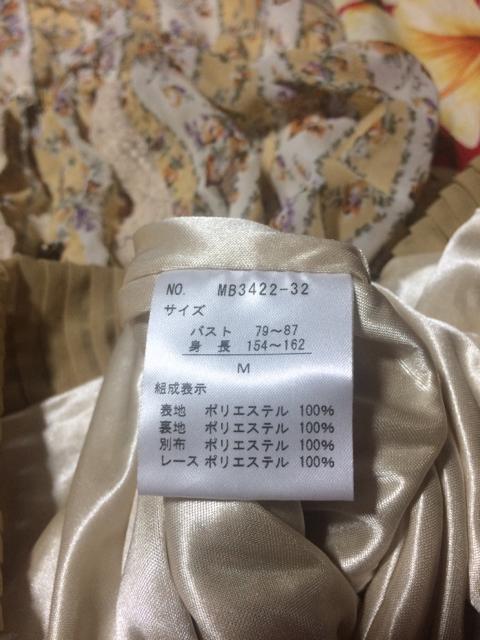 NO. MB3422-32
サイズ
バスト 79～87
身長 154～162
M
組成表示
表地 ポリエステル 100%
裏地 ポリエステル 100%
別布 ポリエステル 100%
レース ポリエステル 100%